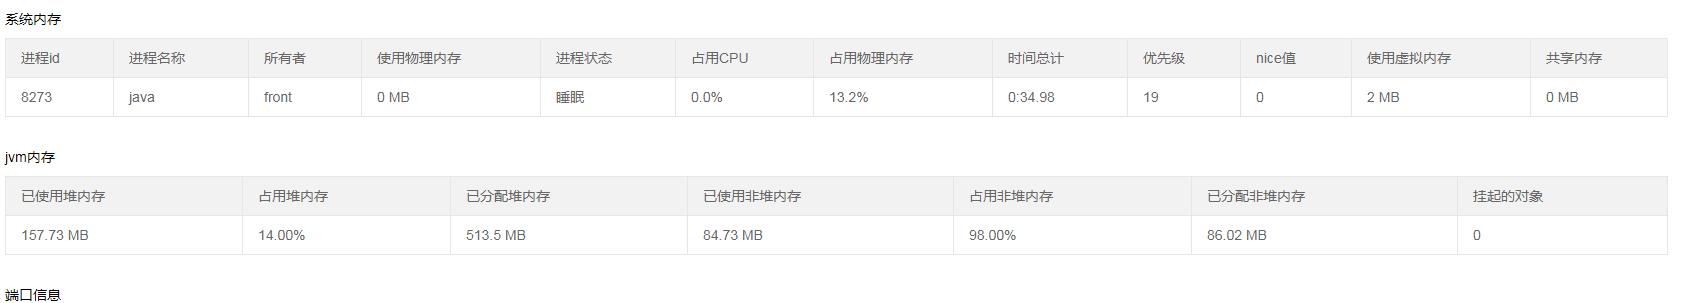 系统内存
进程id 进程名称 所有者 使用物理内存 进程状态 占用CPU 占用物理内存 时间总计 优先级 nice值 使用虚拟内存 共享内存
8273 java front 0 MB 睡眠 0.0% 13.2% 0:34.98 19 0 2 MB 0 MB
jvm内存
已使用堆内存 占用堆内存 已分配堆内存 已使用非堆内存 占用非堆内存 已分配非堆内存 挂起的对象
157.73 MB 14.00% 513.5 MB 84.73 MB 98.00% 86.02 MB 0
端口信息